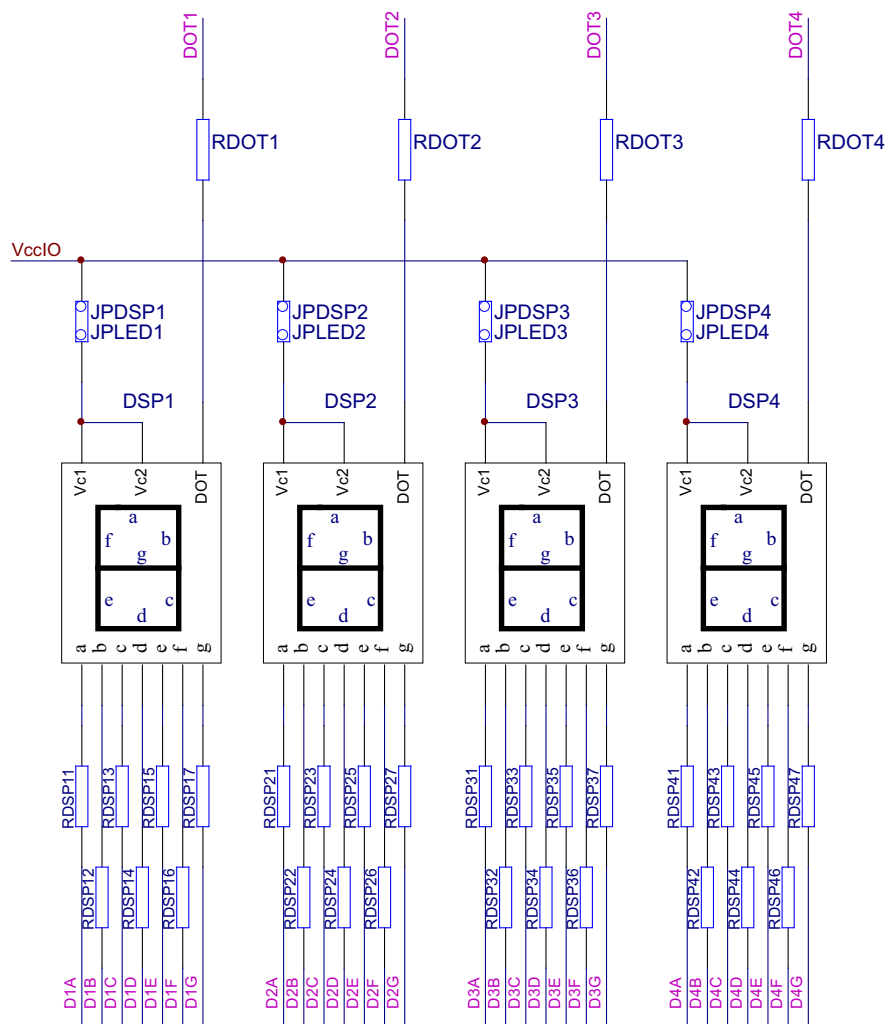 DOT1 DOT2 DOT3 DOT4
RDOT1 RDOT2 RDOT3 RDOT4
VccIO
JPDSP1 JPDSP2 JPDSP3 JPDSP4
JPLED1 JPLED2 JPLED3 JPLED4
DSP1 DSP2 DSP3 DSP4
Vc1 Vc2 DOT Vc1 Vc2 DOT Vc1 Vc2 DOT Vc1 Vc2 DOT
a a a a
f b f b f b f b
g g g g
e c e c e c e c
d d d d
a b c d e f g a b c d e f g a b c d e f g a b c d e f g
RDSP11 RDSP13 RDSP15 RDSP17 RDSP21 RDSP23 RDSP25 RDSP27 RDSP31 RDSP33 RDSP35 RDSP37 RDSP41 RDSP43 RDSP45 RDSP47
RDSP12 RDSP14 RDSP16 RDSP22 RDSP24 RDSP26 RDSP32 RDSP34 RDSP36 RDSP42 RDSP44 RDSP46
D1A D1B D1C D1D D1E D1F D1G D2A D2B D2C D2D D2E D2F D2G D3A D3B D3C D3D D3E D3F D3G D4A D4B D4C D4D D4E D4F D4G